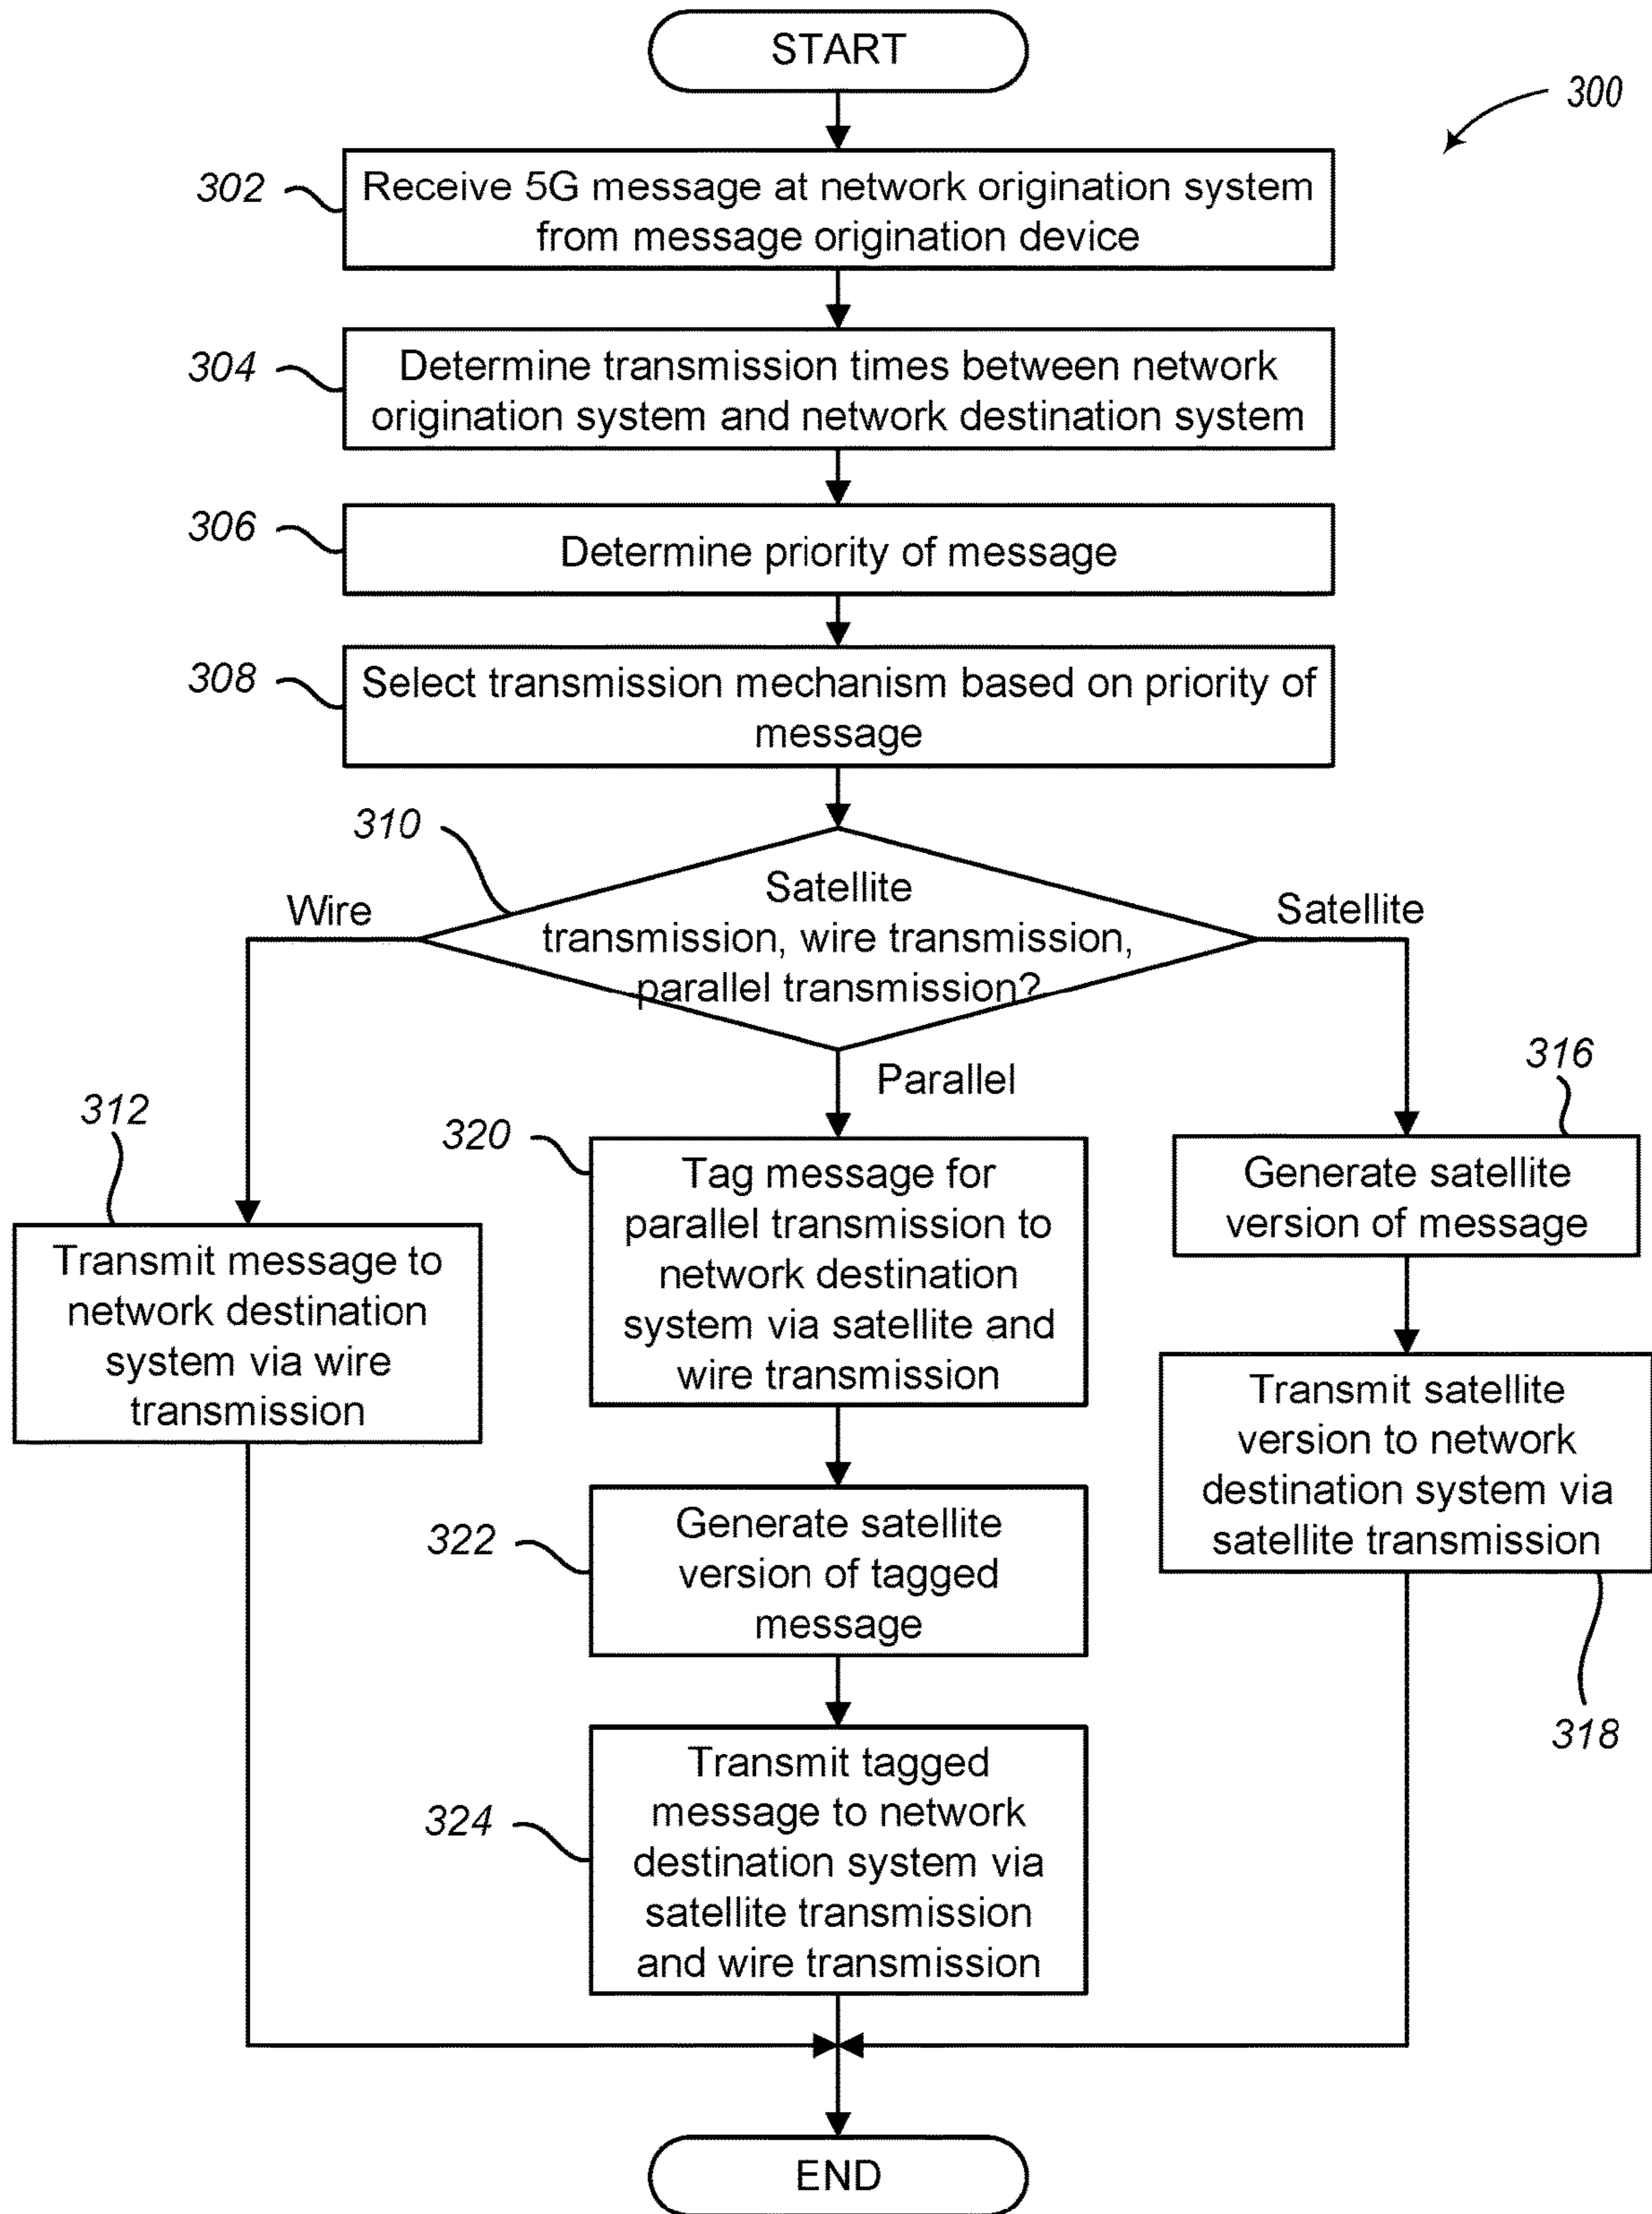 START
300
302
Receive 5G message at network origination system
from message origination device
304
Determine transmission times between network
origination system and network destination system
306
Determine priority of message
308
Select transmission mechanism based on priority of
message
310
Satellite
transmission, wire transmission,
parallel transmission?
Wire
Parallel
Satellite
312
Transmit message to
network destination
system via wire
transmission
320
Tag message for
parallel transmission to
network destination
system via satellite and
wire transmission
322
Generate satellite
version of tagged
message
324
Transmit tagged
message to network
destination system via
satellite transmission
and wire transmission
316
Generate satellite
version of message
Transmit satellite
version to network
destination system via
satellite transmission
318
END